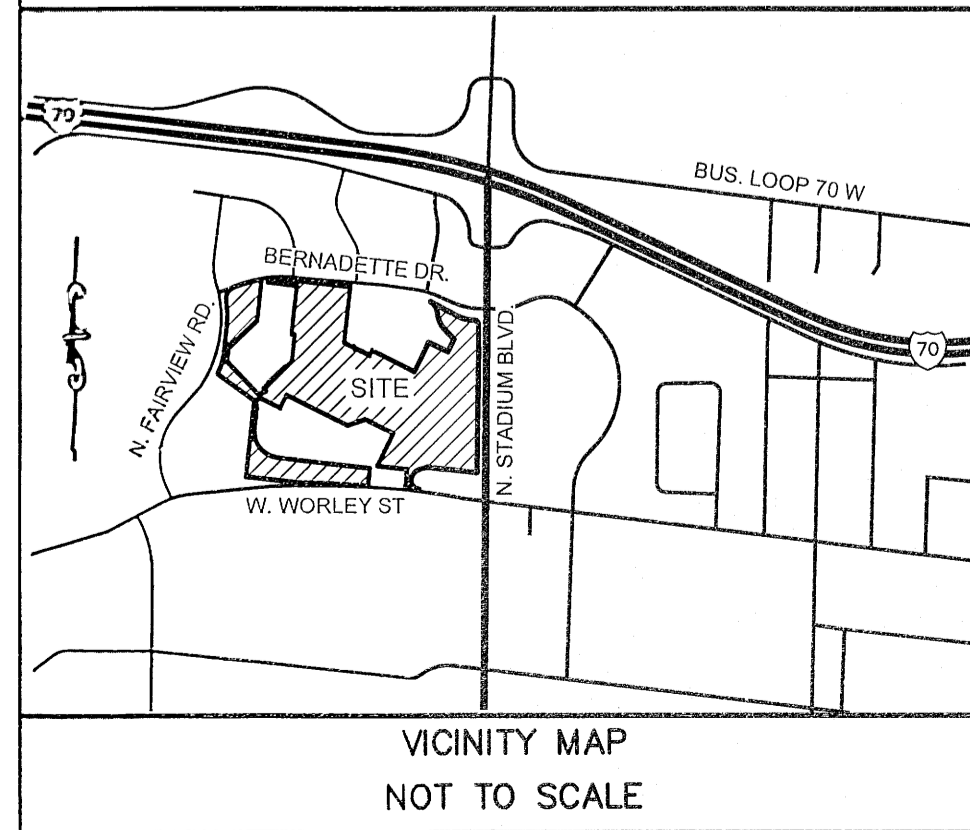 70
BUS. LOOP 70 W
BERNADETTE DR.
N. FAIRVIEW RD.
SITE
N. STADIUM BLVD.
70
W. WORLEY ST
VICINITY MAP
NOT TO SCALE